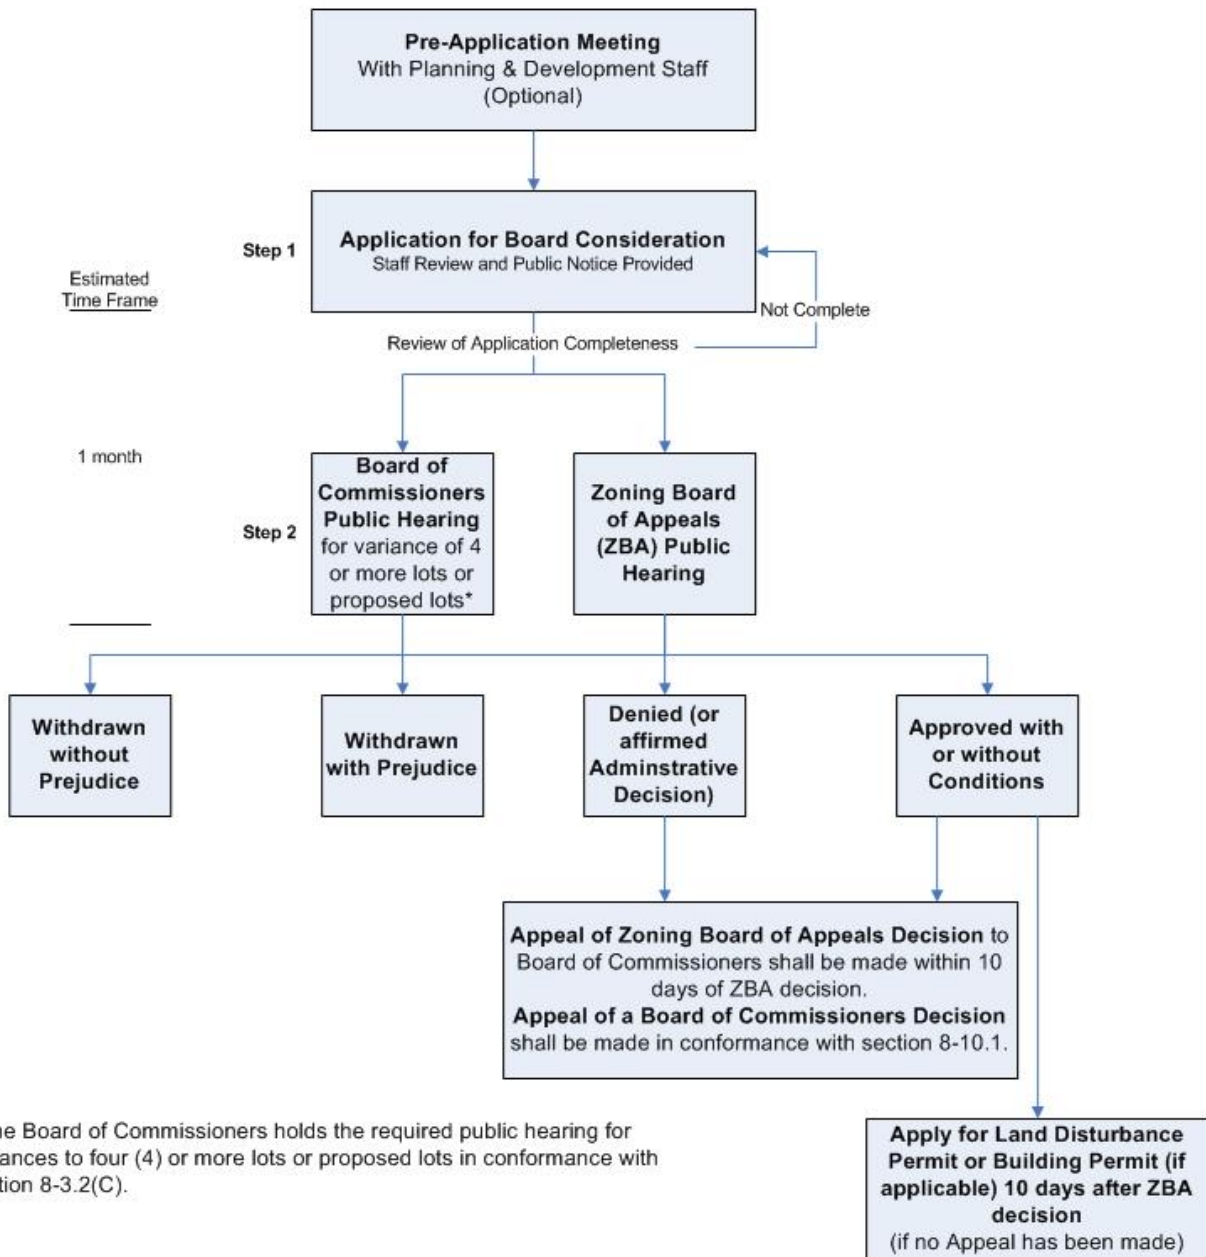 Pre-Application Meeting
With Planning & Development Staff
(Optional)
Step 1
Application for Board Consideration
Staff Review and Public Notice Provided
Estimated
Time Frame
Not Complete
Review of Application Completeness
1 month
Step 2
Board of
Commissioners
Public Hearing
for variance of 4
or more lots or
proposed lots*
Zoning Board
of Appeals
(ZBA) Public
Hearing
Withdrawn
without
Prejudice
Withdrawn
with Prejudice
Denied (or
affirmed
Adminstrative
Decision)
Approved with
or without
Conditions
Appeal of Zoning Board of Appeals Decision to
Board of Commissioners shall be made within 10
days of ZBA decision.
Appeal of a Board of Commissioners Decision
shall be made in conformance with section 8-10.1.
Board of Commissioners holds the required public hearing for
to four (4) or more lots or proposed lots in conformance with
8-3.2(C).
Apply for Land Disturbance
Permit or Building Permit (if
applicable) 10 days after ZBA
decision
(if no Appeal has been made)